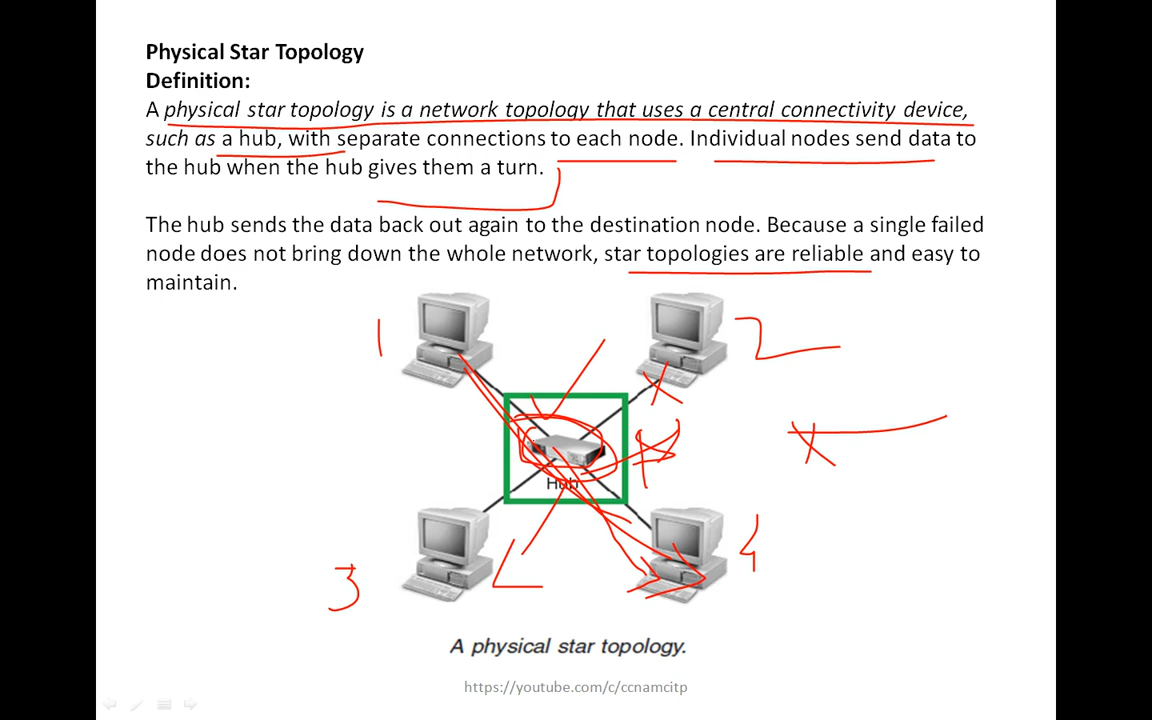 Physical Star Topology
Definition:
A physical star topology is a network topology that uses a central connectivity device,
such as a hub, with separate connections to each node. Individual nodes send data to
the hub when the hub gives them a turn.
The hub sends the data back out again to the destination node. Because a single failed
node does not bring down the whole network, star topologies are reliable and easy to
maintain.
1
2
Hub
3
4
A physical star topology.
https://youtube.com/c/ccnamcitp